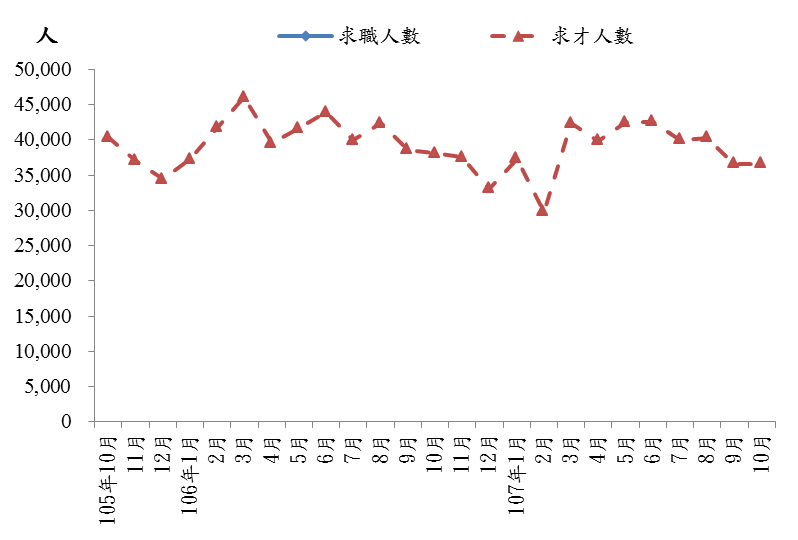 人
求職人數
求才人數
50,000
45,000
40,000
35,000
30,000
25,000
20,000
15,000
10,000
5,000
0
105年10月
11月
12月
106年1月
2月
3月
4月
5月
6月
7月
8月
9月
10月
11月
12月
107年1月
2月
3月
4月
5月
6月
7月
8月
9月
10月